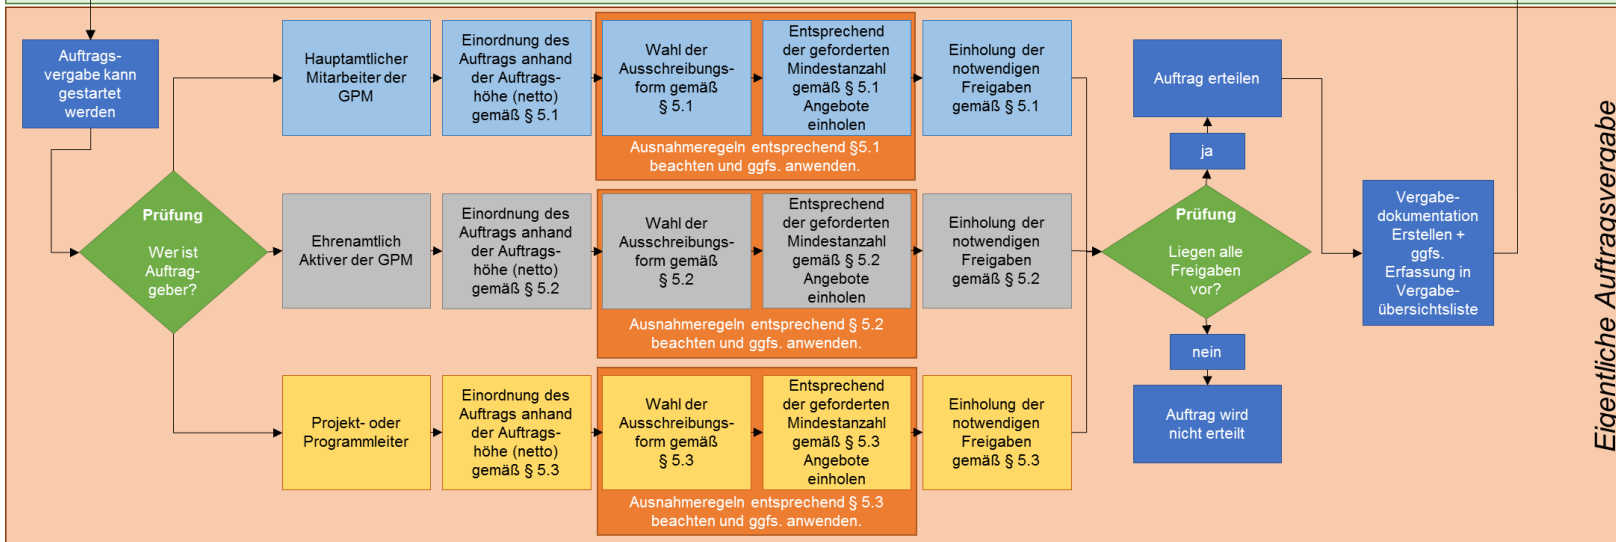 Auftrags-
vergabe kann
gestartet
werden
Prüfung
Wer ist
Auftrag-
geber?
Hauptamtlicher
Mitarbeiter der
GPM
Einordnung des
Auftrags anhand
der Auftrags-
höhe (netto)
gemäß § 5.1
Wahl der
Ausschreibungs-
form gemäß
§ 5.1
Entsprechend
der geforderten
Mindestanzahl
gemäß § 5.1
Angebote
einholen
Ausnahmeregeln entsprechend §5.1
beachten und ggfs. anwenden.
Einholung der
notwendigen
Freigaben
gemäß § 5.1
Ehrenamtlich
Aktiver der GPM
Einordnung des
Auftrags anhand
der Auftrags-
höhe (netto)
gemäß § 5.2
Wahl der
Ausschreibungs-
form gemäß
§ 5.2
Entsprechend
der geforderten
Mindestanzahl
gemäß § 5.2
Angebote
einholen
Ausnahmeregeln entsprechend § 5.2
beachten und ggfs. anwenden.
Einholung der
notwendigen
Freigaben
gemäß § 5.2
Projekt- oder
Programmleiter
Einordnung des
Auftrags anhand
der Auftrags-
höhe (netto)
gemäß § 5.3
Wahl der
Ausschreibungs-
form gemäß
§ 5.3
Entsprechend
der geforderten
Mindestanzahl
gemäß § 5.3
Angebote
einholen
Ausnahmeregeln entsprechend § 5.3
beachten und ggfs. anwenden.
Einholung der
notwendigen
Freigaben
gemäß § 5.3
Auftrag erteilen
ja
Prüfung
Liegen alle
Freigaben
vor?
nein
Auftrag wird
nicht erteilt
Vergabe-
dokumentation
Erstellen +
ggfs.
Erfassung in
Vergabe-
übersichtsliste
Eigentliche Auftragsvergabe